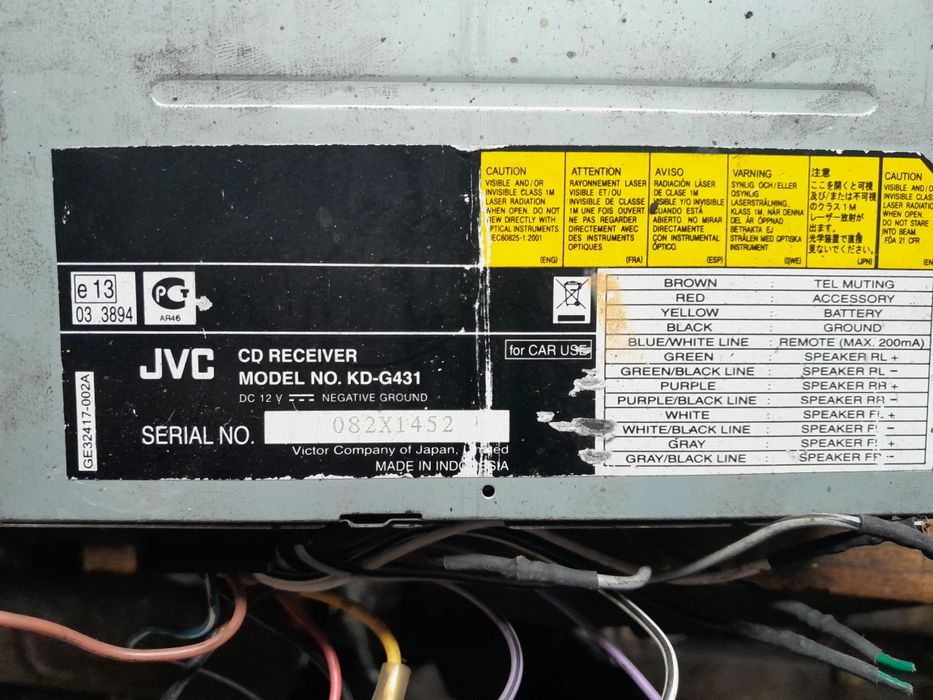 CAUTION
VISIBLE AND/OR
INVISIBLE CLASS 1M
LASER RADIATION
WHEN OPEN. DO NOT
VIEW DIRECTLY WITH
OPTICAL INSTRUMENTS
IEC60825-1:2001
(ENG)
ATTENTION
RAYONNEMENT LASER
VISIBLE ET/OU
INVISIBLE DE CLASSE
1M UNE FOIS OUVERT.
NE PAS REGARDER
DIRECTEMENT AVEC
DES INSTRUMENTS
OPTIQUES
(FRA)
AVISO
RADIACIÓN LÁSER
DE CLASE 1M
VISIBLE Y/O INVISIBLE
CUANDO ESTÁ
ABIERTO. NO MIRAR
DIRECTAMENTE
CON INSTRUMENTAL
ÓPTICO.
(ESP)
VARNING
SYNLIG OCH/ELLER
OSYNLIG
LASERSTRÅLNING,
KLASS 1M, NÄR DENNA
DEL ÄR ÖPPNAD
BETRAKTA EJ
STRÅLEN MED OPTISKA
INSTRUMENT.
(SWE)
注意
ここを開くと可視
及び/または不可視
のクラス1M
レーザー放射が
出ます。
光学装置で直接
見ないでください。
(JPN)
CAUTION
VISIBLE AND/O
INVISIBLE CLASS
LASER RADIATIO
WHEN OPEN.
DO NOT STARE
INTO BEAM.
FDA 21 CFR
(EN
e 13
03 3894
AR46
JVC
CD RECEIVER
MODEL NO. KD-G431
DC 12 V NEGATIVE GROUND
for CAR USE
GE32417-002A
SERIAL NO. 082X1452
Victor Company of Japan, Limited
MADE IN INDONESIA
BROWN : TEL MUTING
RED : ACCESSORY
YELLOW : BATTERY
BLACK : GROUND
BLUE/WHITE LINE : REMOTE (MAX. 200mA)
GREEN : SPEAKER RL +
GREEN/BLACK LINE : SPEAKER RL −
PURPLE : SPEAKER RR +
PURPLE/BLACK LINE : SPEAKER RR −
WHITE : SPEAKER FL +
WHITE/BLACK LINE : SPEAKER F −
GRAY : SPEAKER F +
GRAY/BLACK LINE : SPEAKER FR −